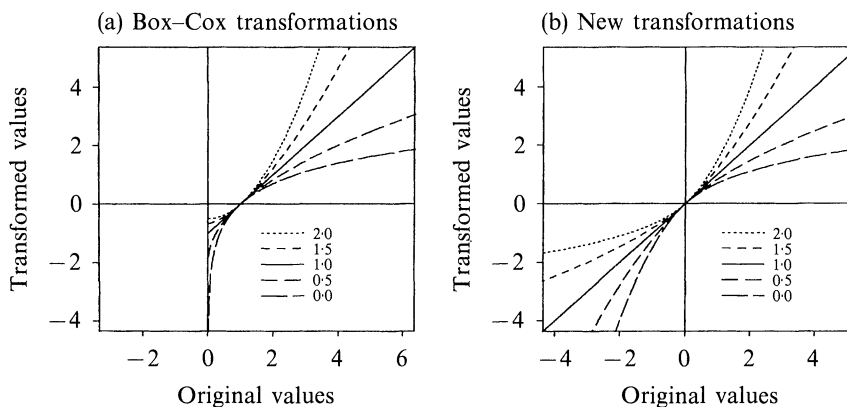 (a) Box–Cox transformations
Transformed values
4
2
0
−2
−4
2·0
1·5
1·0
0·5
0·0
−2 0 2 4 6
Original values
(b) New transformations
Transformed values
4
2
0
−2
−4
2·0
1·5
1·0
0·5
0·0
−4 −2 0 2 4
Original values